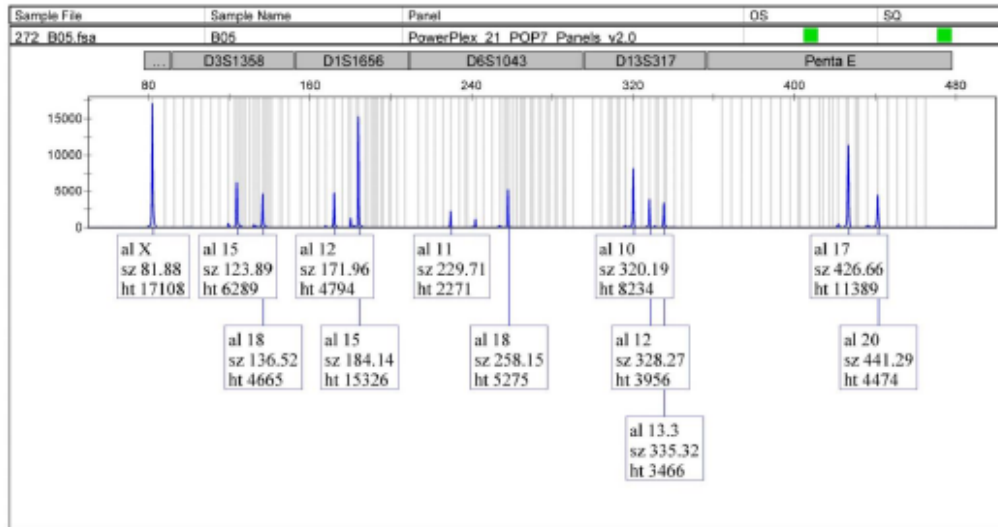 Sample File Sample Name Panel OS SQ
272_B05.fsa B05 PowerPlex_21_POP7_Panels_v2.0
... D3S1358 D1S1656 D6S1043 D13S317 Penta E
80 160 240 320 400 480
15000
10000
5000
0
al X
sz 81.88
ht 17108
al 15
sz 123.89
ht 6289
al 12
sz 171.96
ht 4794
al 11
sz 229.71
ht 2271
al 10
sz 320.19
ht 8234
al 17
sz 426.66
ht 11389
al 18
sz 136.52
ht 4665
al 15
sz 184.14
ht 15326
al 18
sz 258.15
ht 5275
al 12
sz 328.27
ht 3956
al 20
sz 441.29
ht 4474
al 13.3
sz 335.32
ht 3466